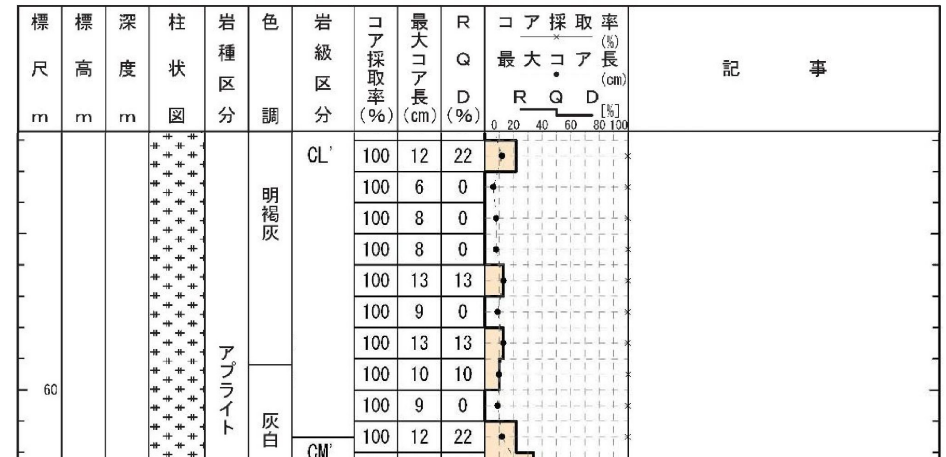 標尺m
標高m
深度m
柱状図
岩種区分
色調
岩級区分
コア採取率(%)
最大コア長(cm)
RQD(%)
コア採取率(%)
最大コア長(cm)
RQD[%]
0 20 40 60 80 100
記事
CL' 100 12 22
100 6 0
明褐灰
100 8 0
100 8 0
100 13 13
100 9 0
100 13 13
アプライト
100 10 10
60
100 9 0
灰白
100 12 22
CM'